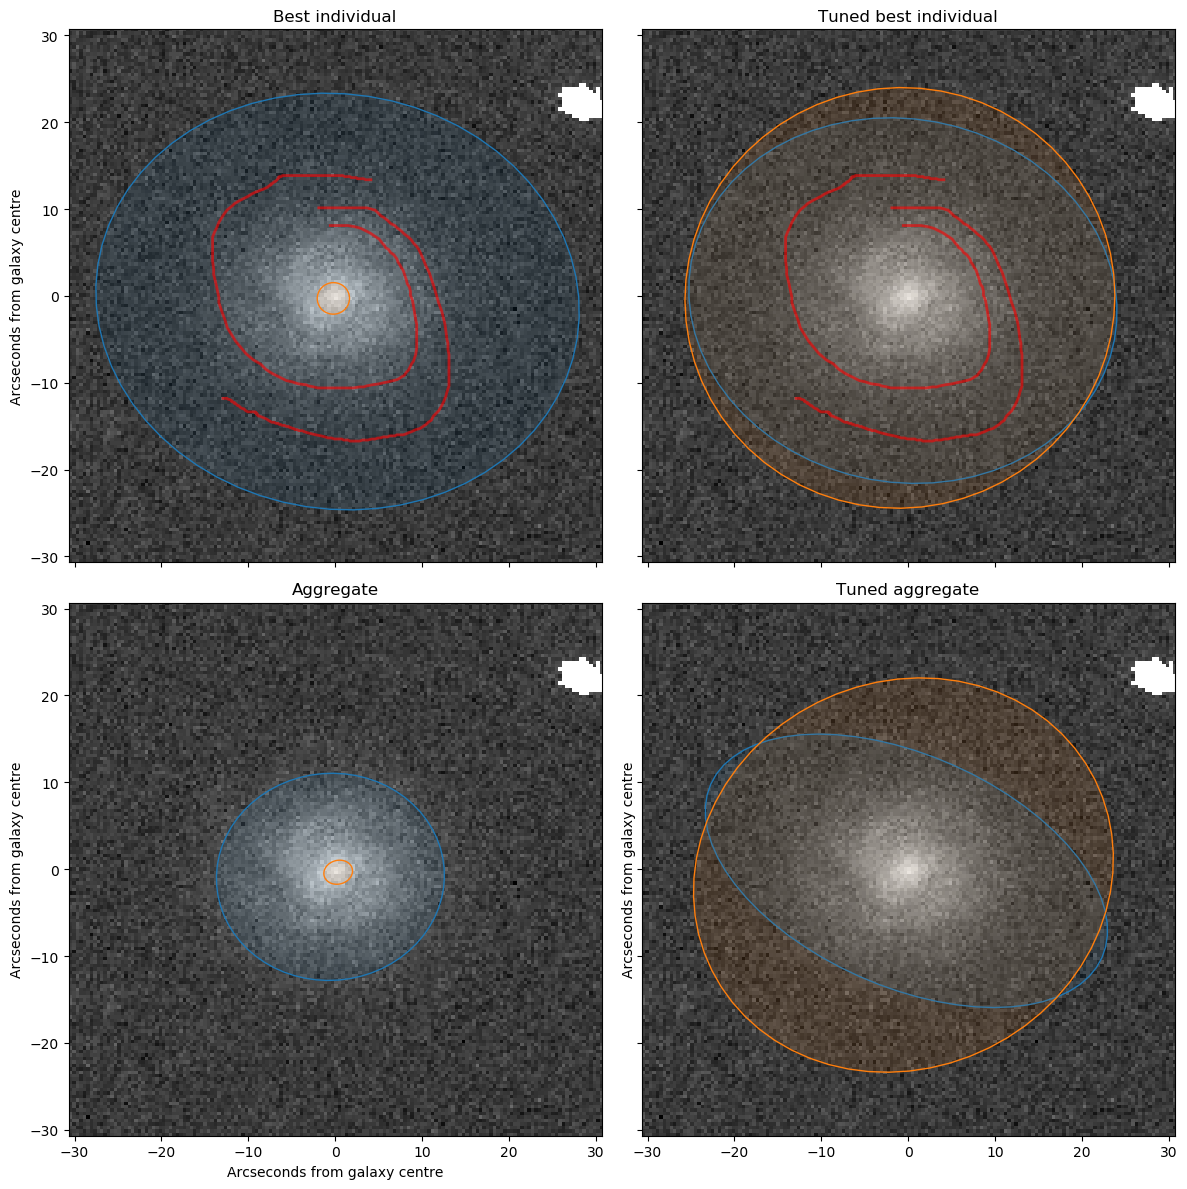 Best individual
Tuned best individual
30
20
10
0
−10
−20
−30
Arcseconds from galaxy centre
Aggregate
Tuned aggregate
30
20
10
0
−10
−20
−30
Arcseconds from galaxy centre
Arcseconds from galaxy centre
−30 −20 −10 0 10 20 30
−30 −20 −10 0 10 20 30
Arcseconds from galaxy centre